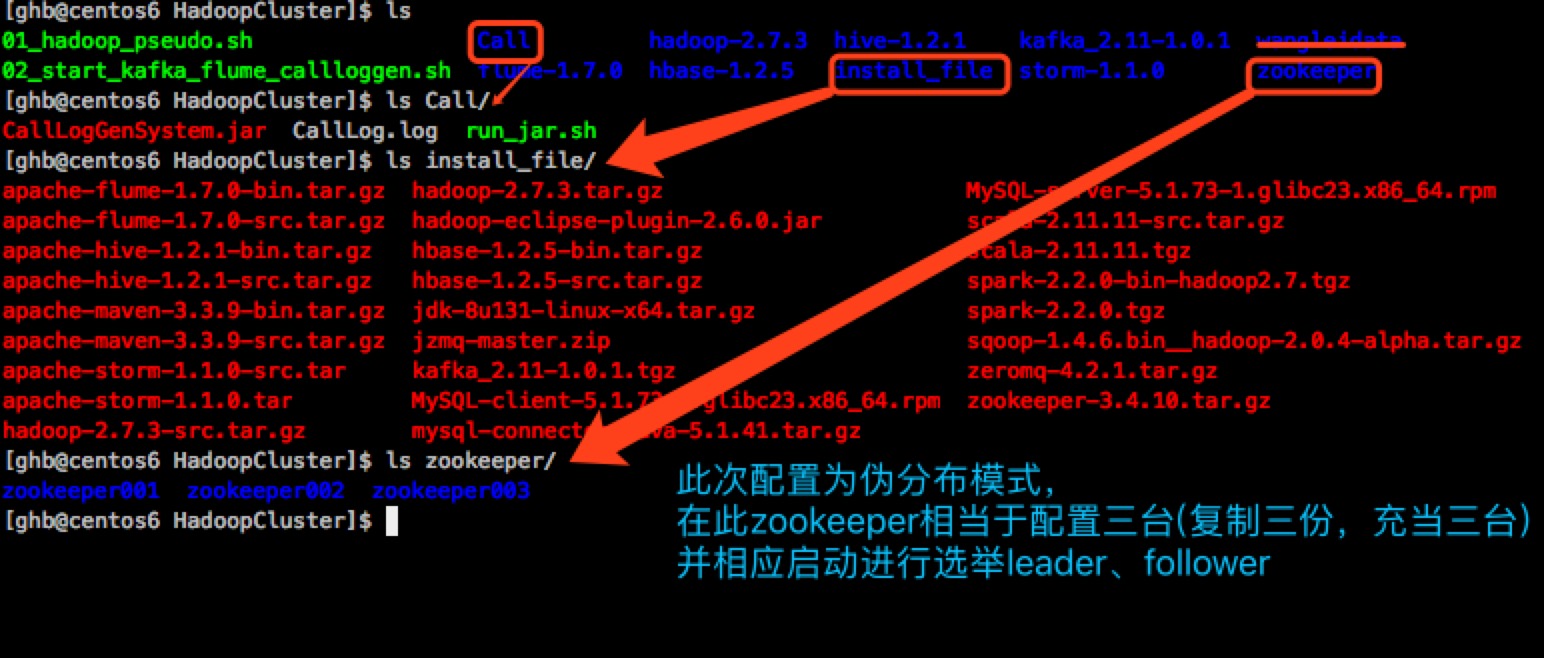 [ghb@centos6 HadoopCluster]$ ls
01_hadoop_pseudo.sh Call hadoop-2.7.3 hive-1.2.1 kafka_2.11-1.0.1 wangleidata
02_start_kafka_flume_callloggen.sh flume-1.7.0 hbase-1.2.5 install_file storm-1.1.0 zookeeper
[ghb@centos6 HadoopCluster]$ ls Call/
CallLogGenSystem.jar CallLog.log run_jar.sh
[ghb@centos6 HadoopCluster]$ ls install_file/
apache-flume-1.7.0-bin.tar.gz hadoop-2.7.3.tar.gz MySQL-server-5.1.73-1.glibc23.x86_64.rpm
apache-flume-1.7.0-src.tar.gz hadoop-eclipse-plugin-2.6.0.jar scala-2.11.11-src.tar.gz
apache-hive-1.2.1-bin.tar.gz hbase-1.2.5-bin.tar.gz scala-2.11.11.tgz
apache-hive-1.2.1-src.tar.gz hbase-1.2.5-src.tar.gz spark-2.2.0-bin-hadoop2.7.tgz
apache-maven-3.3.9-bin.tar.gz jdk-8u131-linux-x64.tar.gz spark-2.2.0.tgz
apache-maven-3.3.9-src.tar.gz jzmq-master.zip sqoop-1.4.6.bin__hadoop-2.0.4-alpha.tar.gz
apache-storm-1.1.0-src.tar kafka_2.11-1.0.1.tgz zeromq-4.2.1.tar.gz
apache-storm-1.1.0.tar MySQL-client-5.1.73-1.glibc23.x86_64.rpm zookeeper-3.4.10.tar.gz
hadoop-2.7.3-src.tar.gz mysql-connector-java-5.1.41.tar.gz
[ghb@centos6 HadoopCluster]$ ls zookeeper/
zookeeper001 zookeeper002 zookeeper003
[ghb@centos6 HadoopCluster]$
此次配置为伪分布模式，
在此zookeeper相当于配置三台(复制三份，充当三台)
并相应启动进行选举leader、follower